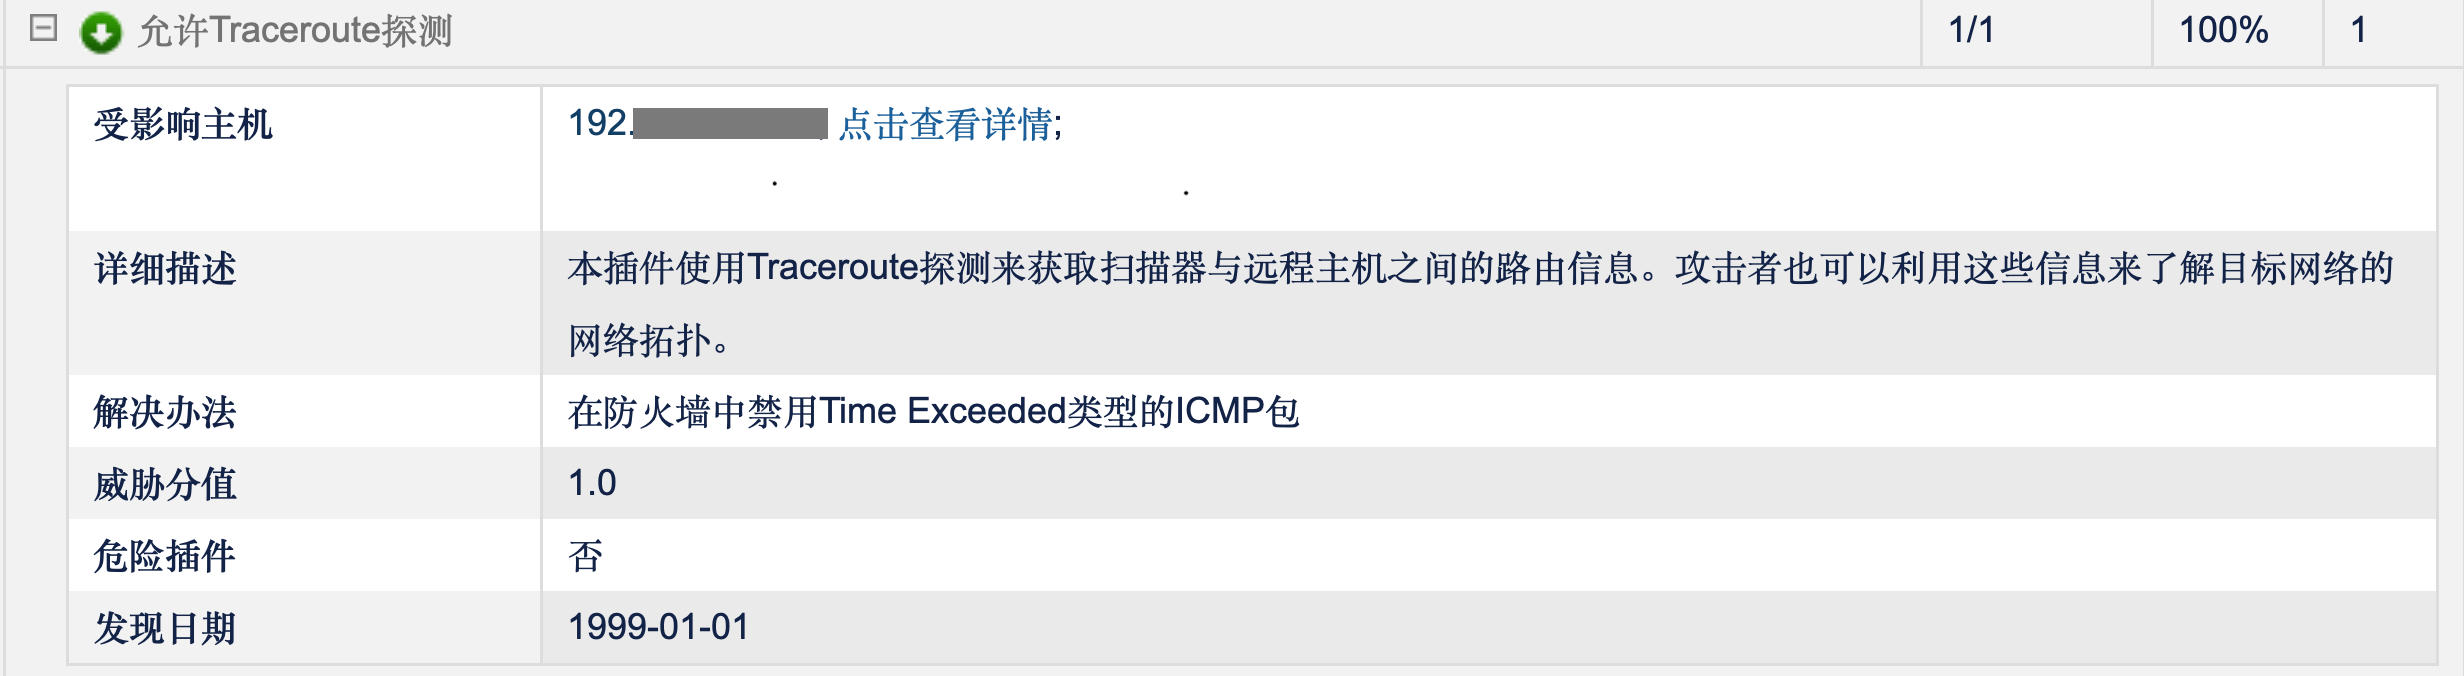 允许Traceroute探测 1/1 100% 1
受影响主机 192. 点击查看详情;
详细描述 本插件使用Traceroute探测来获取扫描器与远程主机之间的路由信息。攻击者也可以利用这些信息来了解目标网络的
网络拓扑。
解决办法 在防火墙中禁用Time Exceeded类型的ICMP包
威胁分值 1.0
危险插件 否
发现日期 1999-01-01